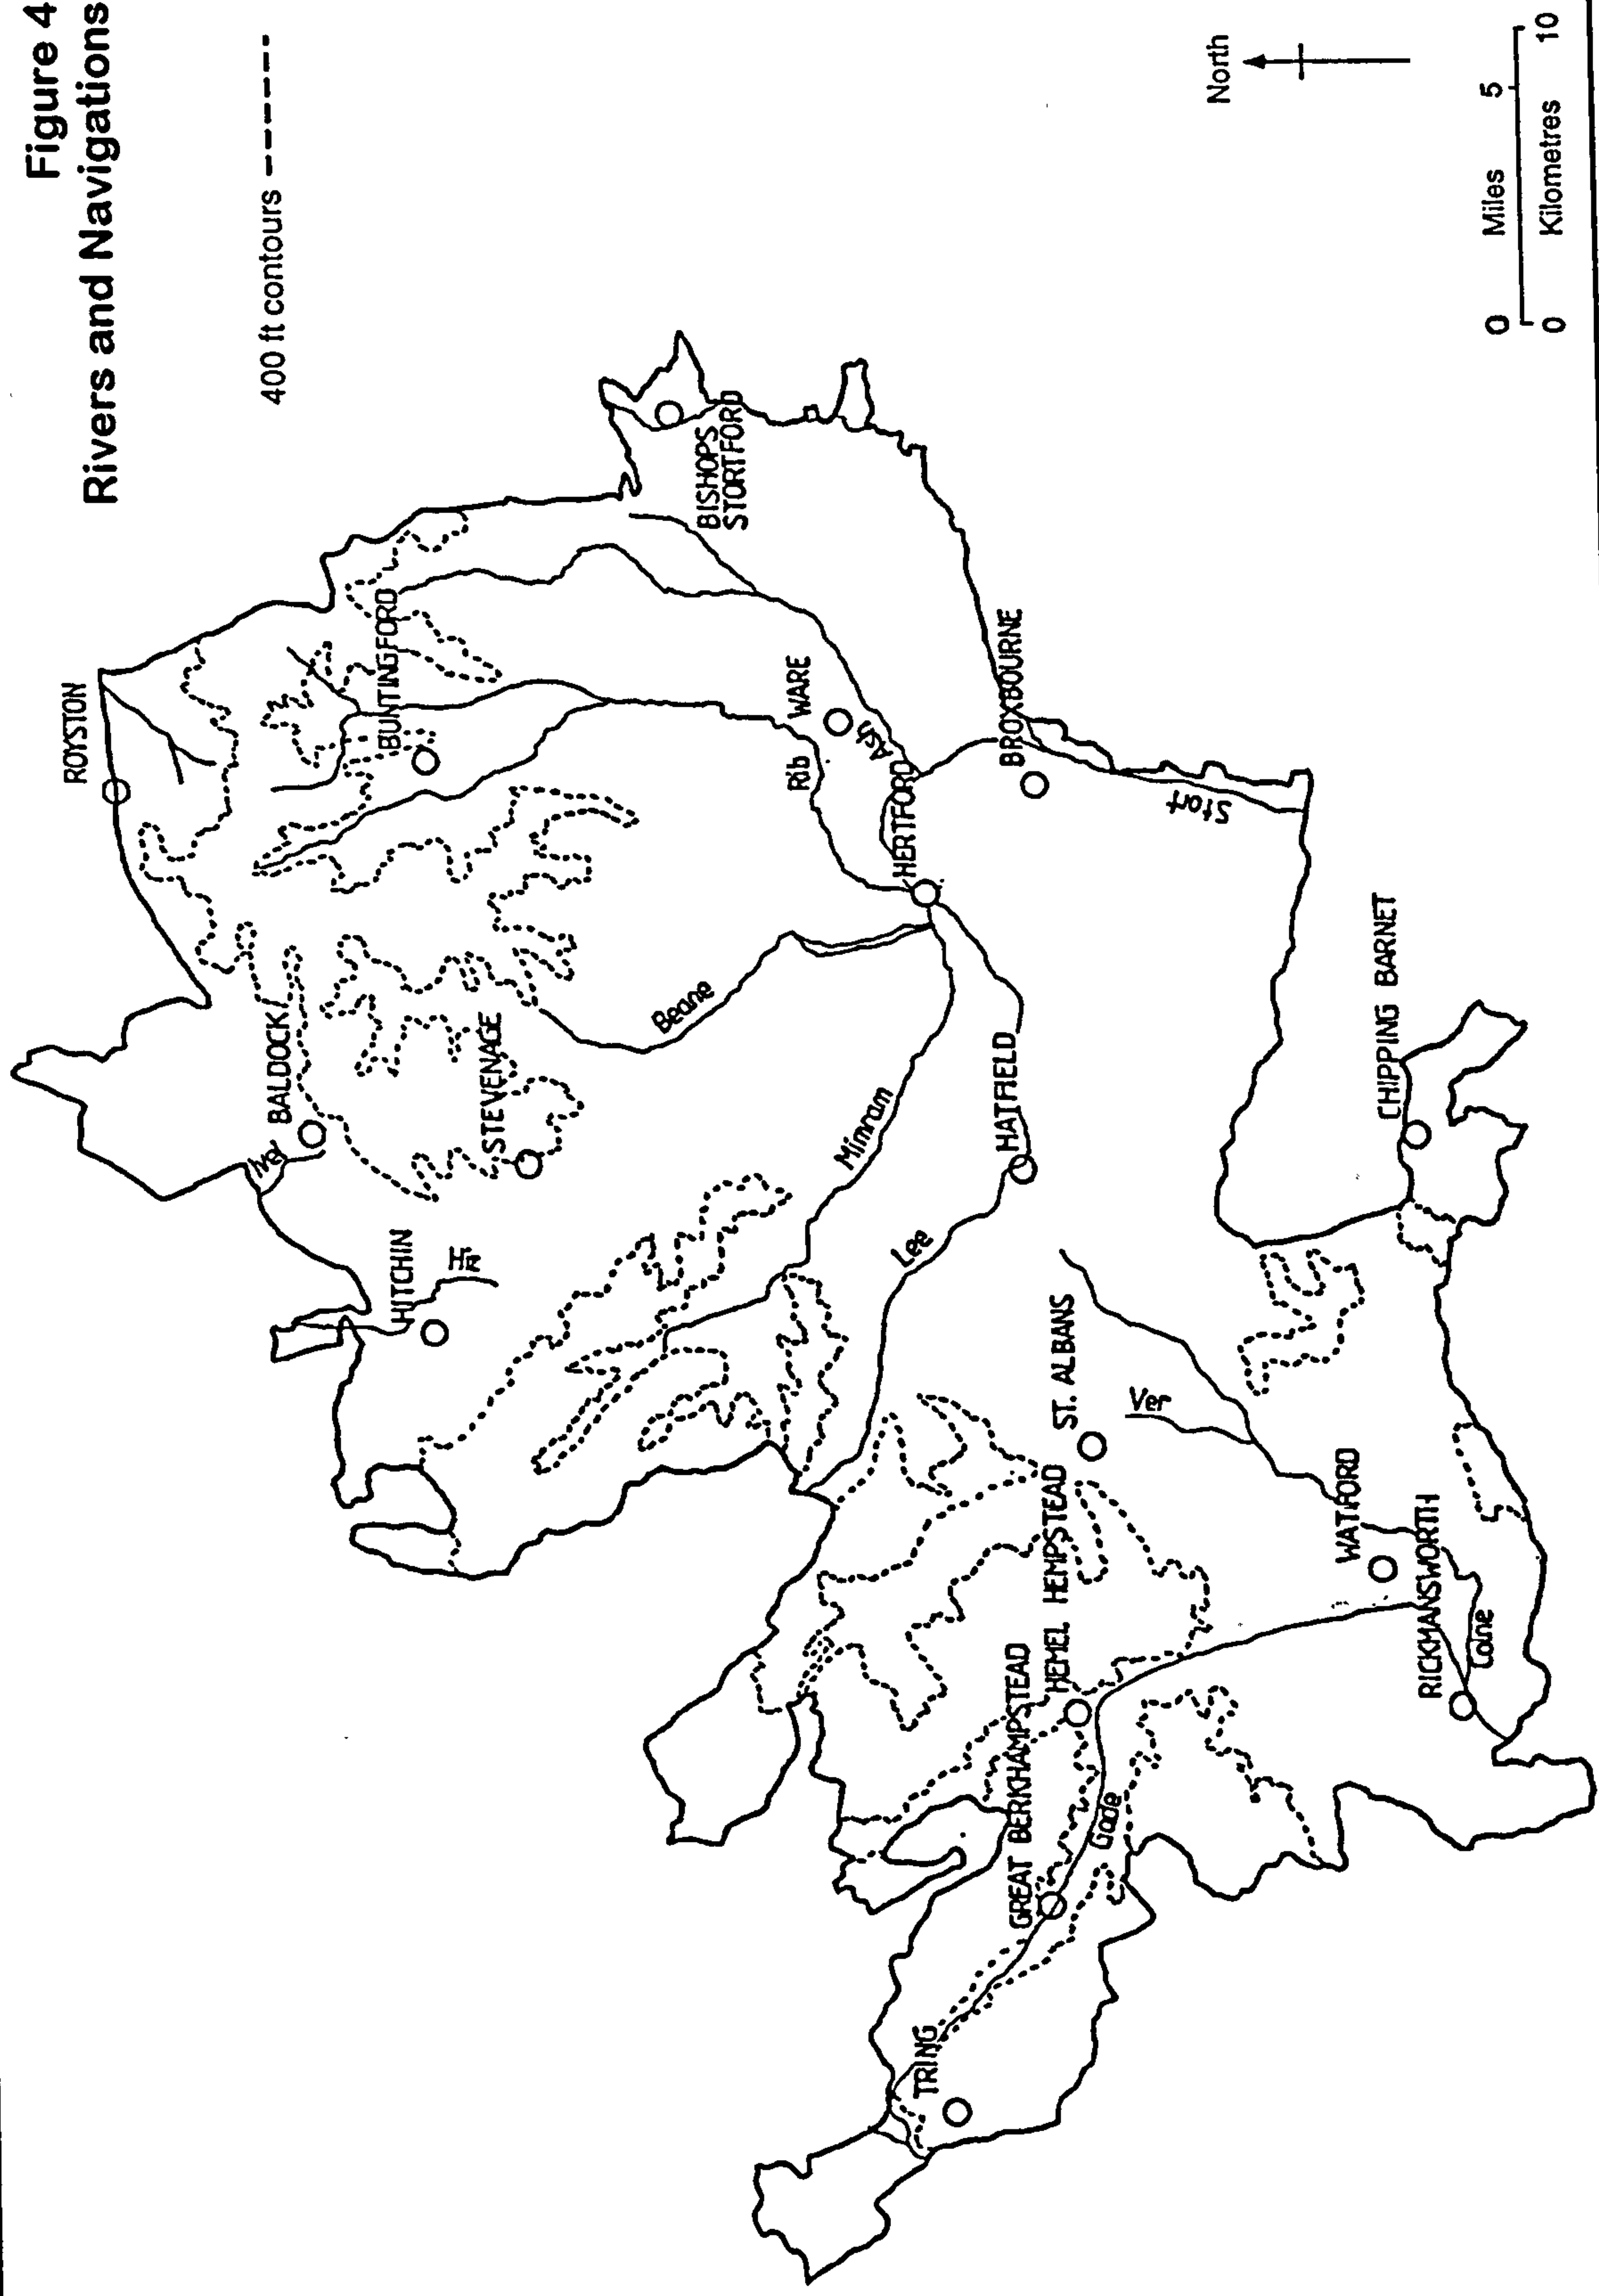 Figure 4
Rivers and Navigations
400 ft contours
ROYSTON
BALDOCK
Ivel
HITCHIN
BUNTINGFORD
STEVENAGE
BISHOPS
STORTFORD
Beane
Rib
WARE
Ash
HERTFORD
Mimram
Lee
HATFIELD
BROXBOURNE
Stort
TRING
GREAT BERKHAMPSTEAD
HEMEL HEMPSTEAD
Gade
ST. ALBANS
Ver
WATFORD
RICKMANSWORTH
Colne
CHIPPING BARNET
North
0 Miles 5
0 Kilometres 10